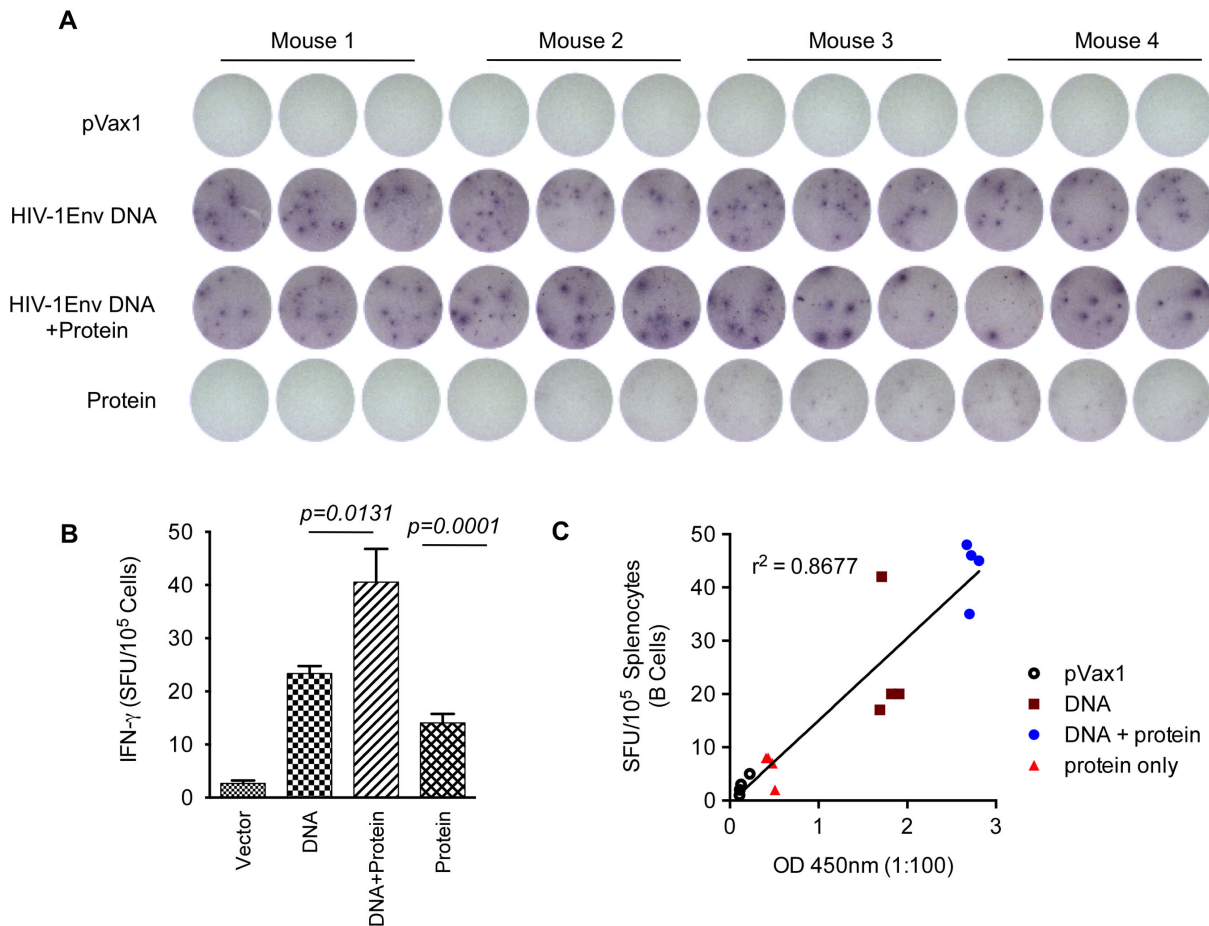 A
Mouse 1 Mouse 2 Mouse 3 Mouse 4
pVax1
HIV-1Env DNA
HIV-1Env DNA
+Protein
Protein
B
p=0.0131
p=0.0001
IFN-γ (SFU/10⁵ Cells)
50
40
30
20
10
0
Vector
DNA
DNA+Protein
Protein
C
r² = 0.8677
SFU/10⁵ Splenocytes
(B Cells)
50
40
30
20
10
0
0 1 2 3
OD 450nm (1:100)
pVax1
DNA
DNA + protein
protein only